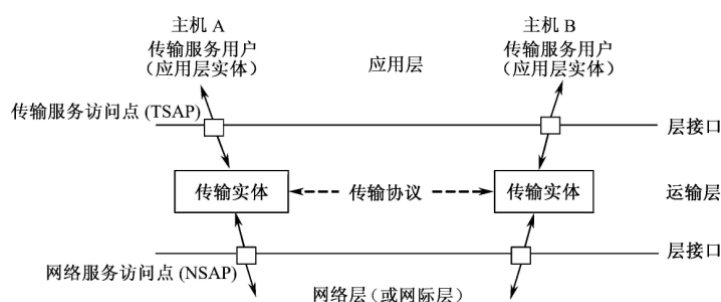 主机 A
主机 B
传输服务用户
(应用层实体)
应用层
传输服务用户
(应用层实体)
传输服务访问点 (TSAP)
层接口
传输实体
传输协议
传输实体
运输层
层接口
网络服务访问点 (NSAP)
网络层(或网际层)